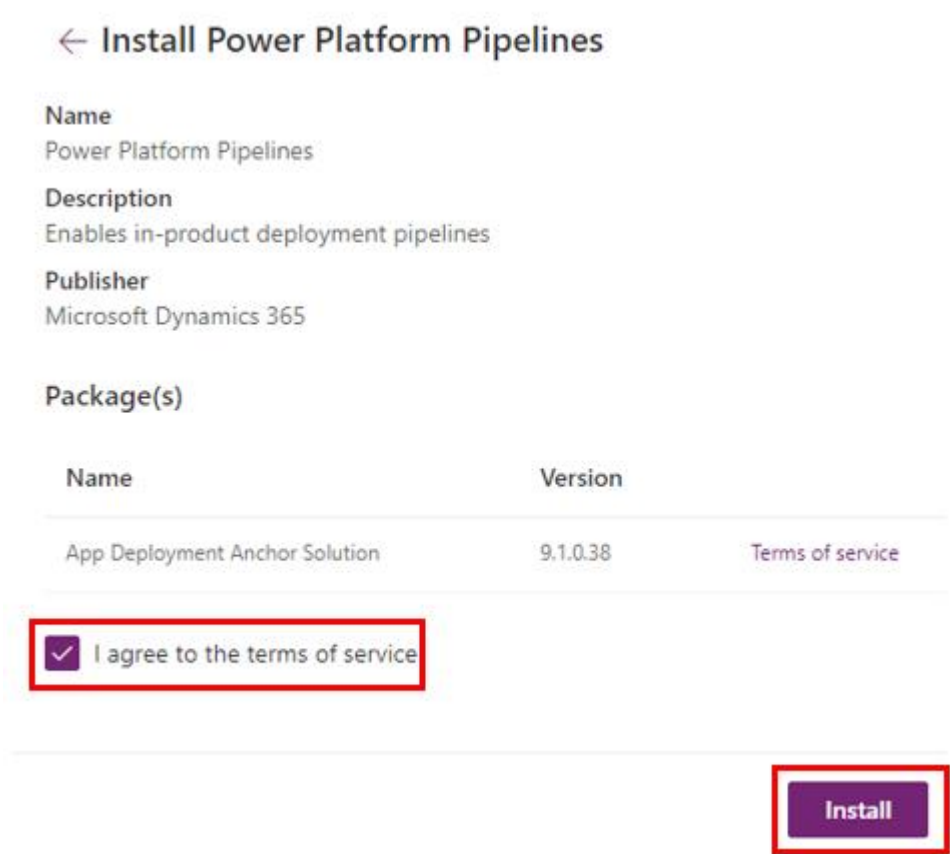 ← Install Power Platform Pipelines
Name
Power Platform Pipelines
Description
Enables in-product deployment pipelines
Publisher
Microsoft Dynamics 365
Package(s)
Name Version
App Deployment Anchor Solution 9.1.0.38 Terms of service
I agree to the terms of service
Install